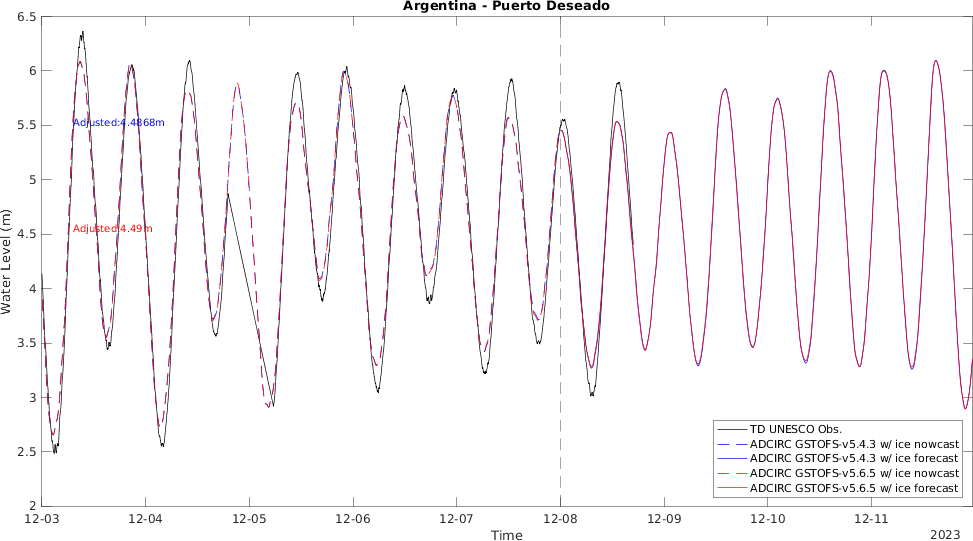 Argentina - Puerto Deseado
6.5
6
5.5
5
4.5
4
3.5
3
2.5
2
Water Level (m)
Adjusted:4.4868m
Adjusted:4.49m
TD UNESCO Obs.
ADCIRC GSTOFS-v5.4.3 w/ ice nowcast
ADCIRC GSTOFS-v5.4.3 w/ ice forecast
ADCIRC GSTOFS-v5.6.5 w/ ice nowcast
ADCIRC GSTOFS-v5.6.5 w/ ice forecast
12-03 12-04 12-05 12-06 12-07 12-08 12-09 12-10 12-11
Time
2023